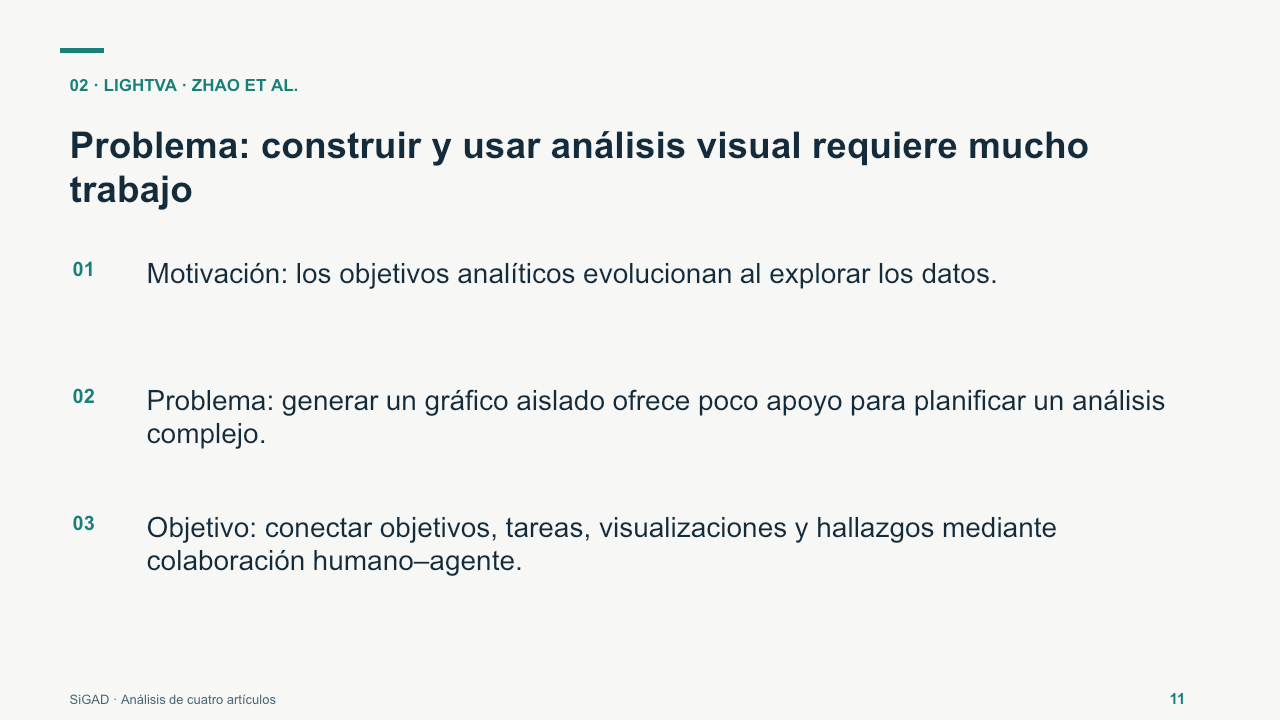 02 · LIGHTVA · ZHAO ET AL.
Problema: construir y usar análisis visual requiere mucho
trabajo
01
Motivación: los objetivos analíticos evolucionan al explorar los datos.
02
Problema: generar un gráfico aislado ofrece poco apoyo para planificar un análisis
complejo.
03
Objetivo: conectar objetivos, tareas, visualizaciones y hallazgos mediante
colaboración humano–agente.
SiGAD · Análisis de cuatro artículos
11